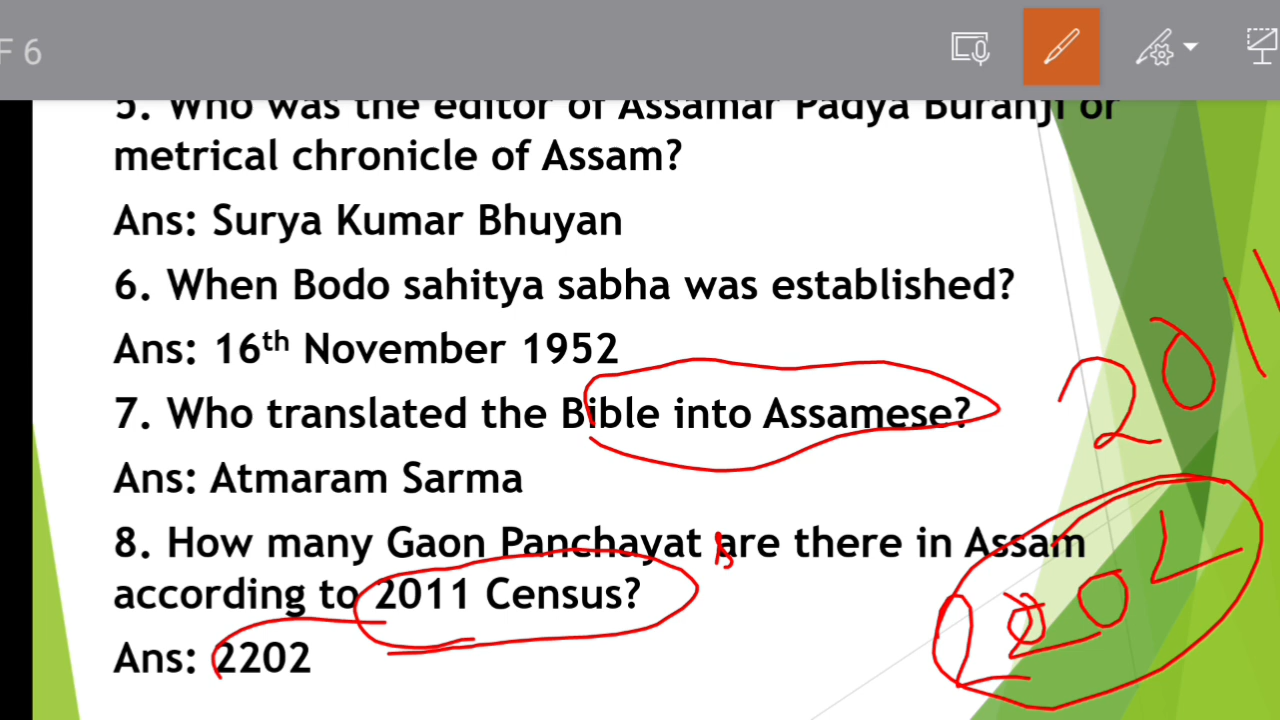 F 6
5. Who was the editor of Assamar Padya Buranji or
metrical chronicle of Assam?
Ans: Surya Kumar Bhuyan
6. When Bodo sahitya sabha was established?
Ans: 16th November 1952
7. Who translated the Bible into Assamese?
Ans: Atmaram Sarma
8. How many Gaon Panchayat s are there in Assam
according to 2011 Census?
Ans: 2202
2011